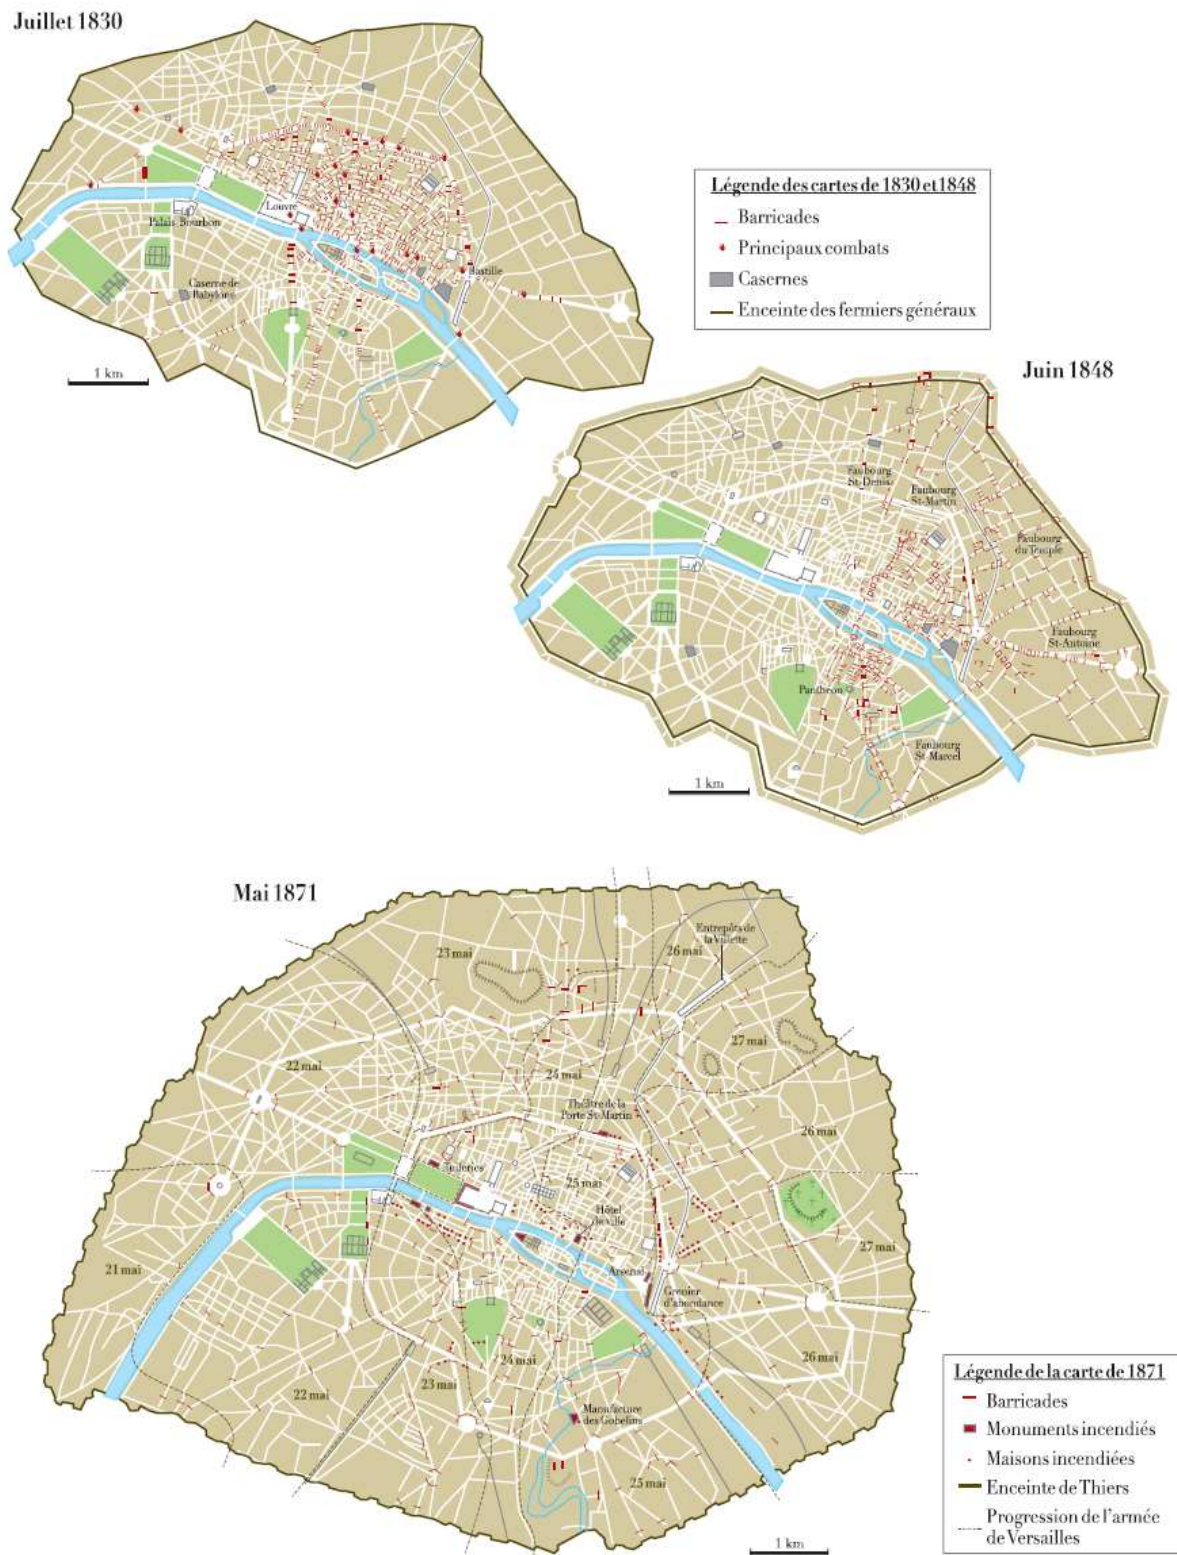 Juillet 1830
Louvre
Palais-Bourbon
Bastille
Caserne de
Babylone
1 km
Légende des cartes de 1830 et 1848
Barricades
Principaux combats
Casernes
Enceinte des fermiers généraux
Juin 1848
Faubourg
St-Denis
Faubourg
St-Martin
Faubourg
du Temple
Faubourg
St-Antoine
Panthéon
Faubourg
St-Marcel
1 km
Mai 1871
Entrepôts de
la Villette
23 mai
26 mai
27 mai
22 mai
24 mai
Théâtre de la
Porte St-Martin
26 mai
Tuileries
25 mai
Hôtel
de ville
27 mai
21 mai
Arsenal
Grenier
d'abondance
24 mai
26 mai
23 mai
22 mai
Manufacture
des Gobelins
25 mai
1 km
Légende de la carte de 1871
Barricades
Monuments incendiés
Maisons incendiées
Enceinte de Thiers
Progression de l'armée
de Versailles